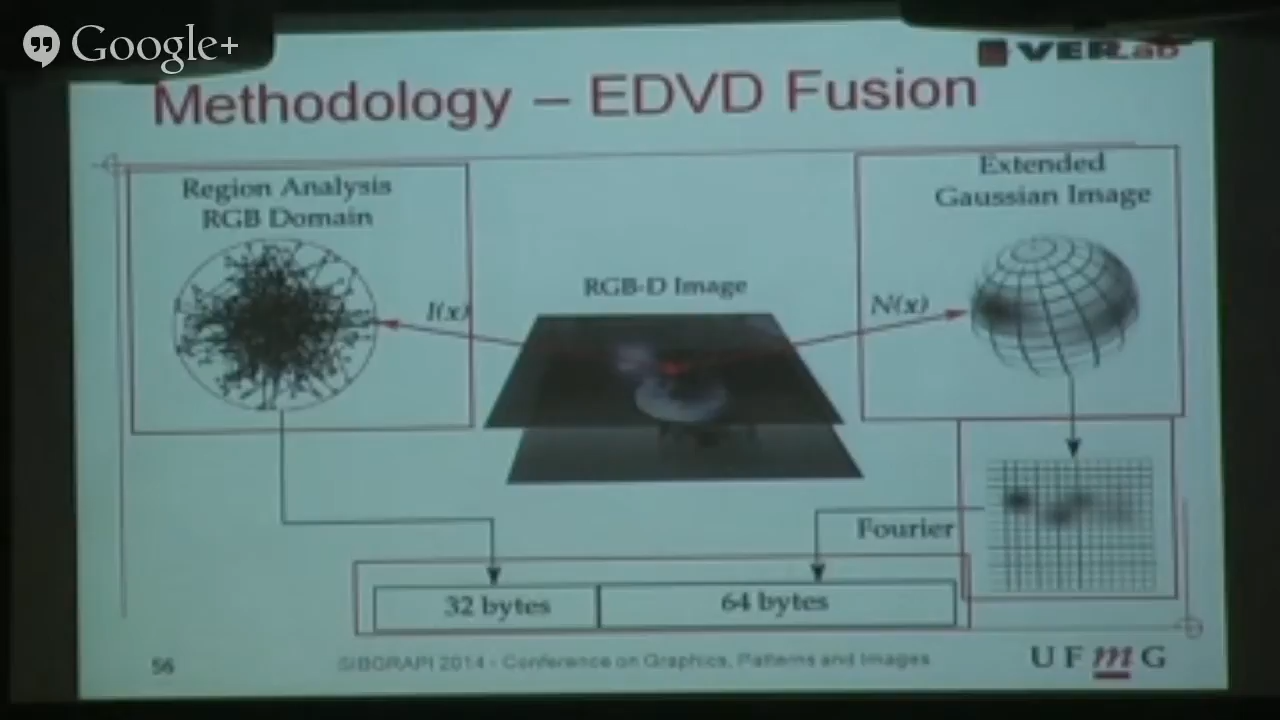 Google+
VERLab
Methodology – EDVD Fusion
Region Analysis
RGB Domain
Extended
Gaussian Image
RGB-D Image
I(x)
N(x)
Fourier
32 bytes
64 bytes
56
SIBGRAPI 2014 - Conference on Graphics, Patterns and Images
UFmG